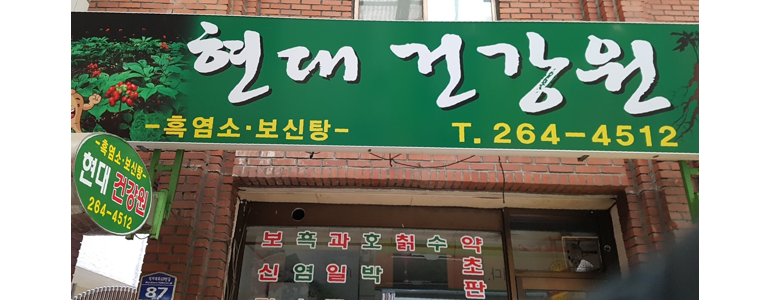 현대 건강원
-흑염소·보신탕-
T. 264-4512
-흑염소·보신탕-
현대 건강원
264-4512
보 흑 과 호 칡 수 약
신 염 일 박 초
판
87